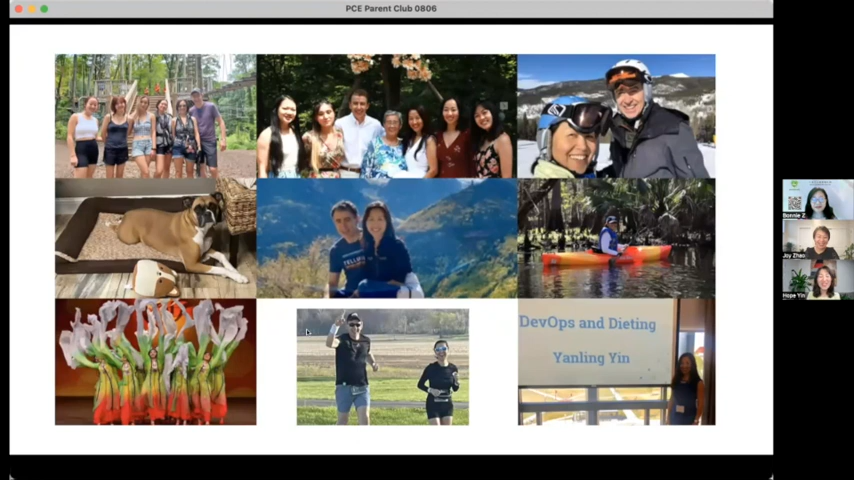 PCE Parent Club 0806
DevOps and Dieting
Yanling Yin
Bonnie Z
Joy Zhao
Hope Yin